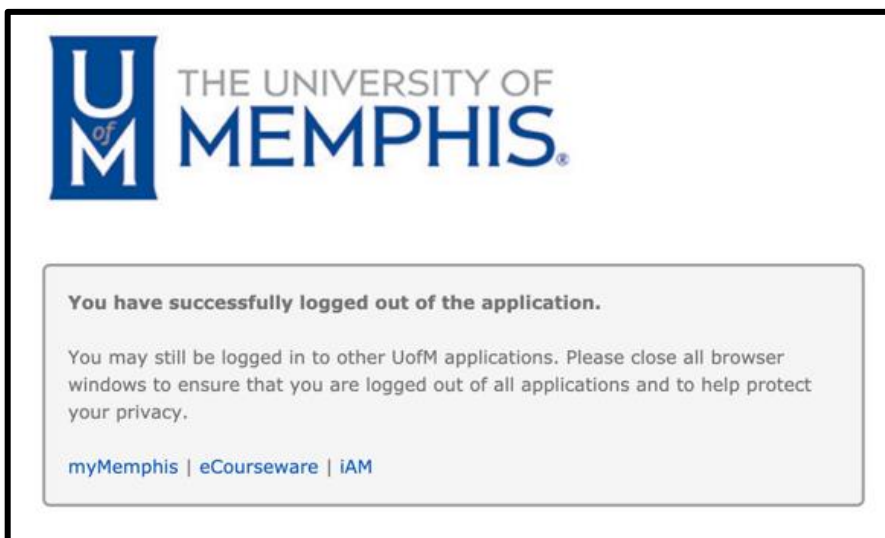 U
of
M
THE UNIVERSITY OF
MEMPHIS®
You have successfully logged out of the application.
You may still be logged in to other UofM applications. Please close all browser
windows to ensure that you are logged out of all applications and to help protect
your privacy.
myMemphis | eCourseware | iAM